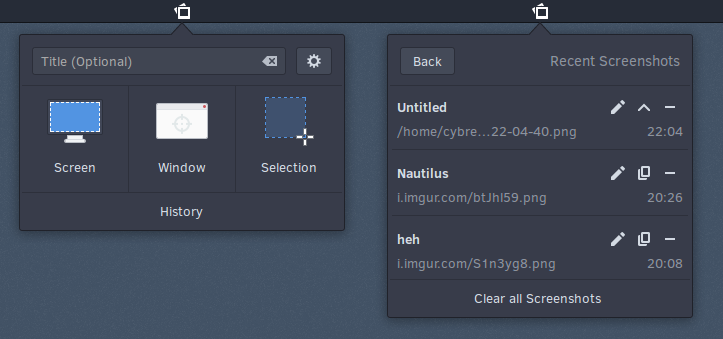 Title (Optional)
Screen
Window
Selection
History
Back
Recent Screenshots
Untitled
/home/cybre...22-04-40.png
22:04
Nautilus
i.imgur.com/btJhI59.png
20:26
heh
i.imgur.com/S1n3yg8.png
20:08
Clear all Screenshots